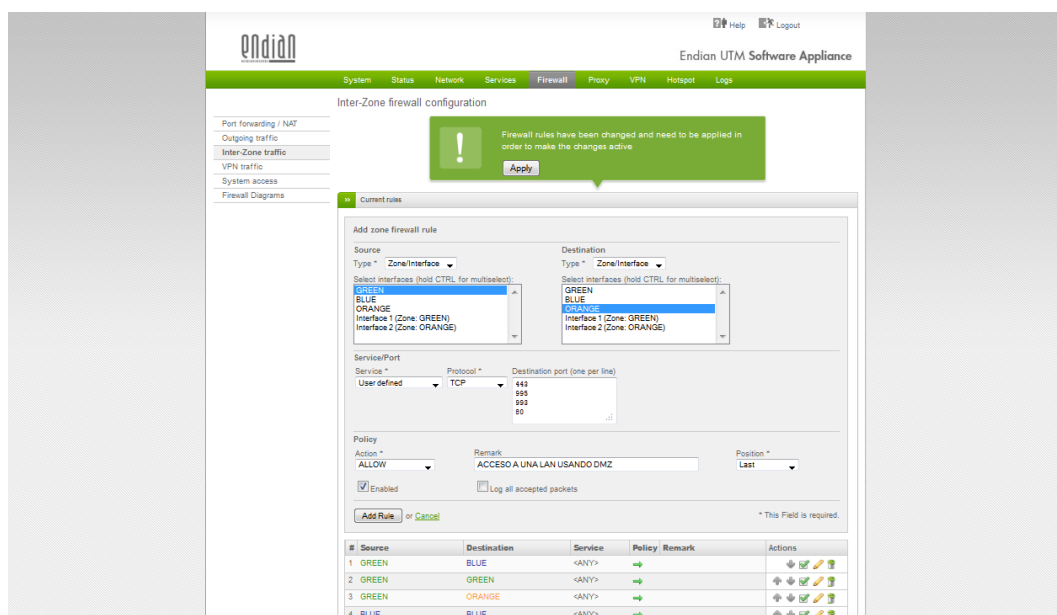 Help Logout
endian
Endian UTM Software Appliance
System Status Network Services Firewall Proxy VPN Hotspot Logs
Inter-Zone firewall configuration
Port forwarding / NAT
Outgoing traffic
Inter-Zone traffic
VPN traffic
System access
Firewall Diagrams
Firewall rules have been changed and need to be applied in
order to make the changes active
Apply
Current rules
Add zone firewall rule
Source Destination
Type * Zone/Interface Type * Zone/Interface
Select interfaces (hold CTRL for multiselect): Select interfaces (hold CTRL for multiselect):
GREEN GREEN
BLUE BLUE
ORANGE ORANGE
Interface 1 (Zone: GREEN) Interface 1 (Zone: GREEN)
Interface 2 (Zone: ORANGE) Interface 2 (Zone: ORANGE)
Service/Port
Service * Protocol * Destination port (one per line)
User defined TCP 443
995
993
80
Policy
Action * Remark Position *
ALLOW ACCESO A UNA LAN USANDO DMZ Last
Enabled Log all accepted packets
Add Rule or Cancel * This Field is required.
# Source Destination Service Policy Remark Actions
1 GREEN BLUE <ANY>
2 GREEN GREEN <ANY>
3 GREEN ORANGE <ANY>
4 BLUE BLUE <ANY>